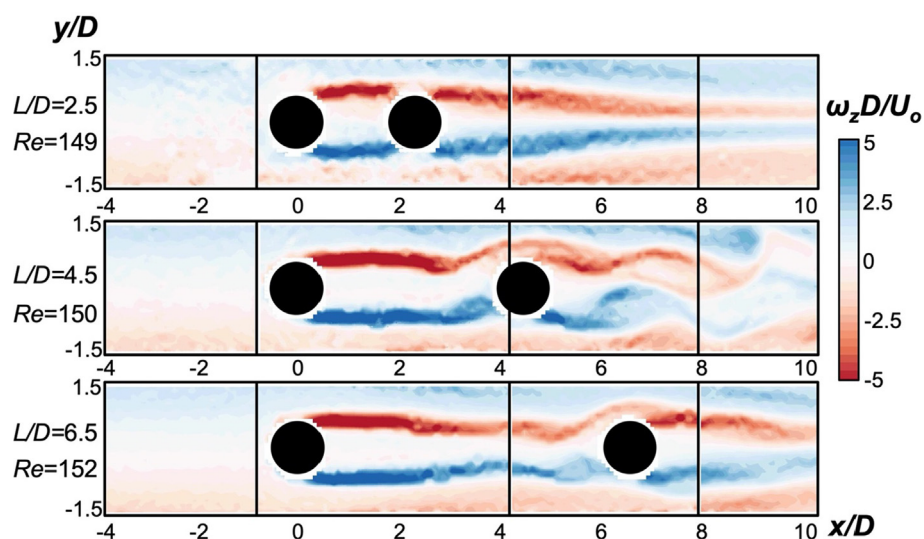 y/D
1.5
L/D=2.5
Re=149
-1.5
-4 -2 0 2 4 6 8 10
1.5
L/D=4.5
Re=150
-1.5
-4 -2 0 2 4 6 8 10
1.5
L/D=6.5
Re=152
-1.5
-4 -2 0 2 4 6 8 10 x/D
ω_zD/U_o
5
2.5
0
-2.5
-5